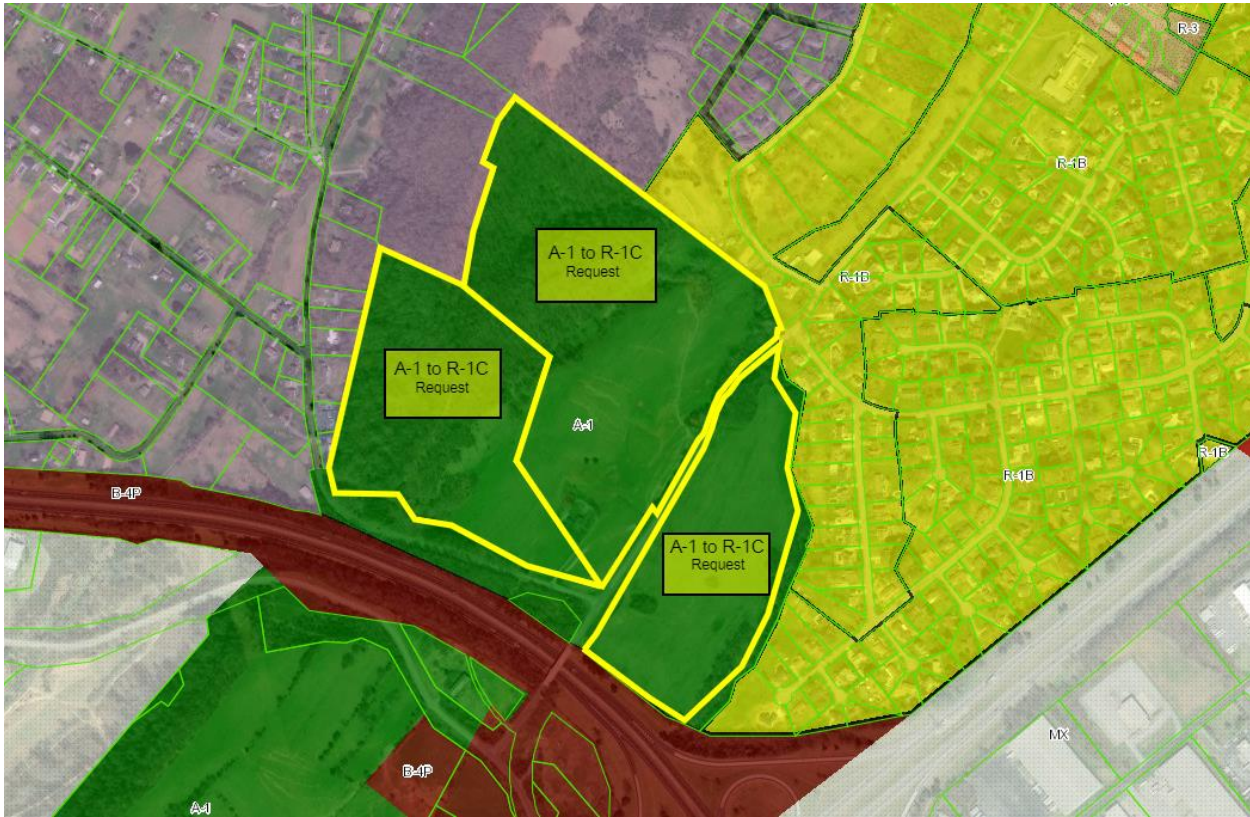 R-3
R-1B
A-1 to R-1C
Request
R-1B
A-1 to R-1C
Request
A-1
R-1B
R-1B
B-4P
A-1 to R-1C
Request
MX
B-4P
A-1